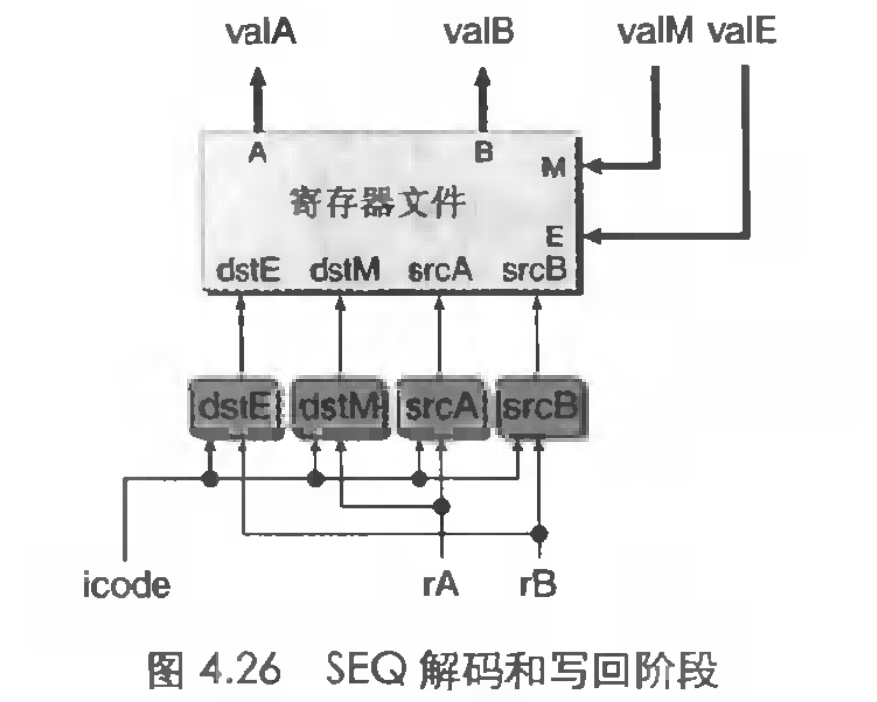 valA valB valM valE
A B M
寄存器文件
E
dstE dstM srcA srcB
dstE dstM srcA srcB
icode rA rB
图 4.26 SEQ 解码和写回阶段